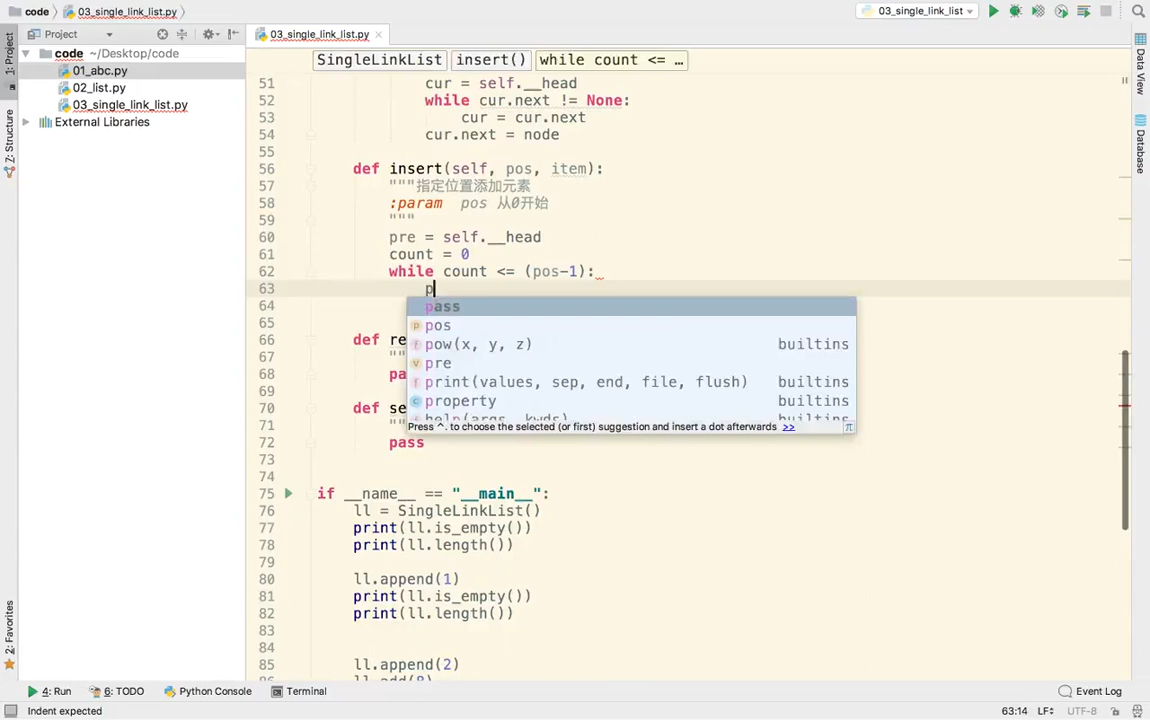 code
03_single_link_list.py
03_single_link_list
Project
03_single_link_list.py
1: Project
code ~/Desktop/code
01_abc.py
02_list.py
03_single_link_list.py
External Libraries
Z: Structure
2: Favorites
Data View
Database
SingleLinkList
insert()
while count <= …
51 cur = self.__head
52 while cur.next != None:
53 cur = cur.next
54 cur.next = node
55
56 def insert(self, pos, item):
57 """指定位置添加元素
58 :param pos 从0开始
59 """
60 pre = self.__head
61 count = 0
62 while count <= (pos-1):
63 p
64
65
66 def re
67 ""
68 pa
69
70 def se
71 ""
72 pass
73
74
75 if __name__ == "__main__":
76 ll = SingleLinkList()
77 print(ll.is_empty())
78 print(ll.length())
79
80 ll.append(1)
81 print(ll.is_empty())
82 print(ll.length())
83
84
85 ll.append(2)
86 ll.add(8)
pass
pos
pow(x, y, z) builtins
pre
print(values, sep, end, file, flush) builtins
property builtins
help(args, kwds) builtins
Press ^. to choose the selected (or first) suggestion and insert a dot afterwards >>
4: Run
6: TODO
Python Console
Terminal
Event Log
Indent expected
63:14
LF
UTF-8